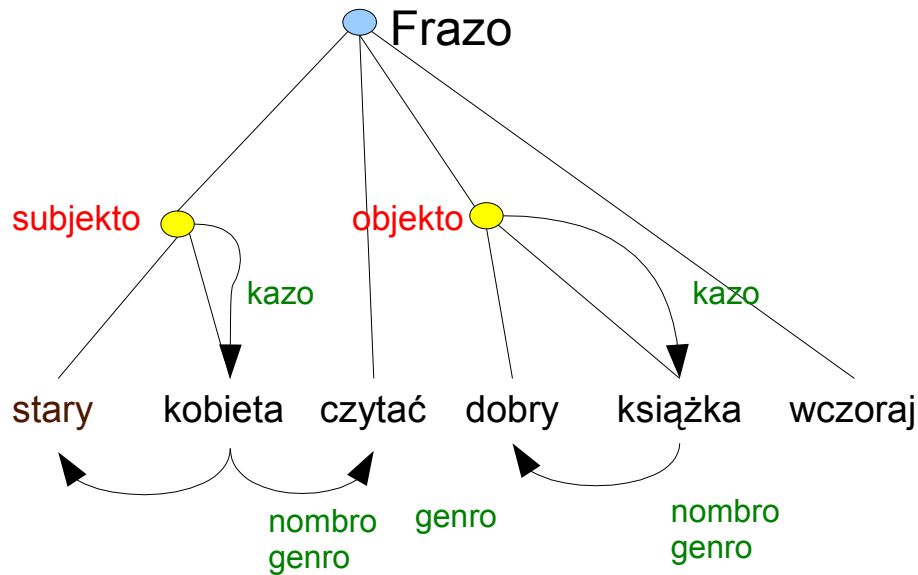 Frazo
subjekto objekto
kazo kazo
stary kobieta czytać dobry książka wczoraj
nombro genro nombro
genro genro